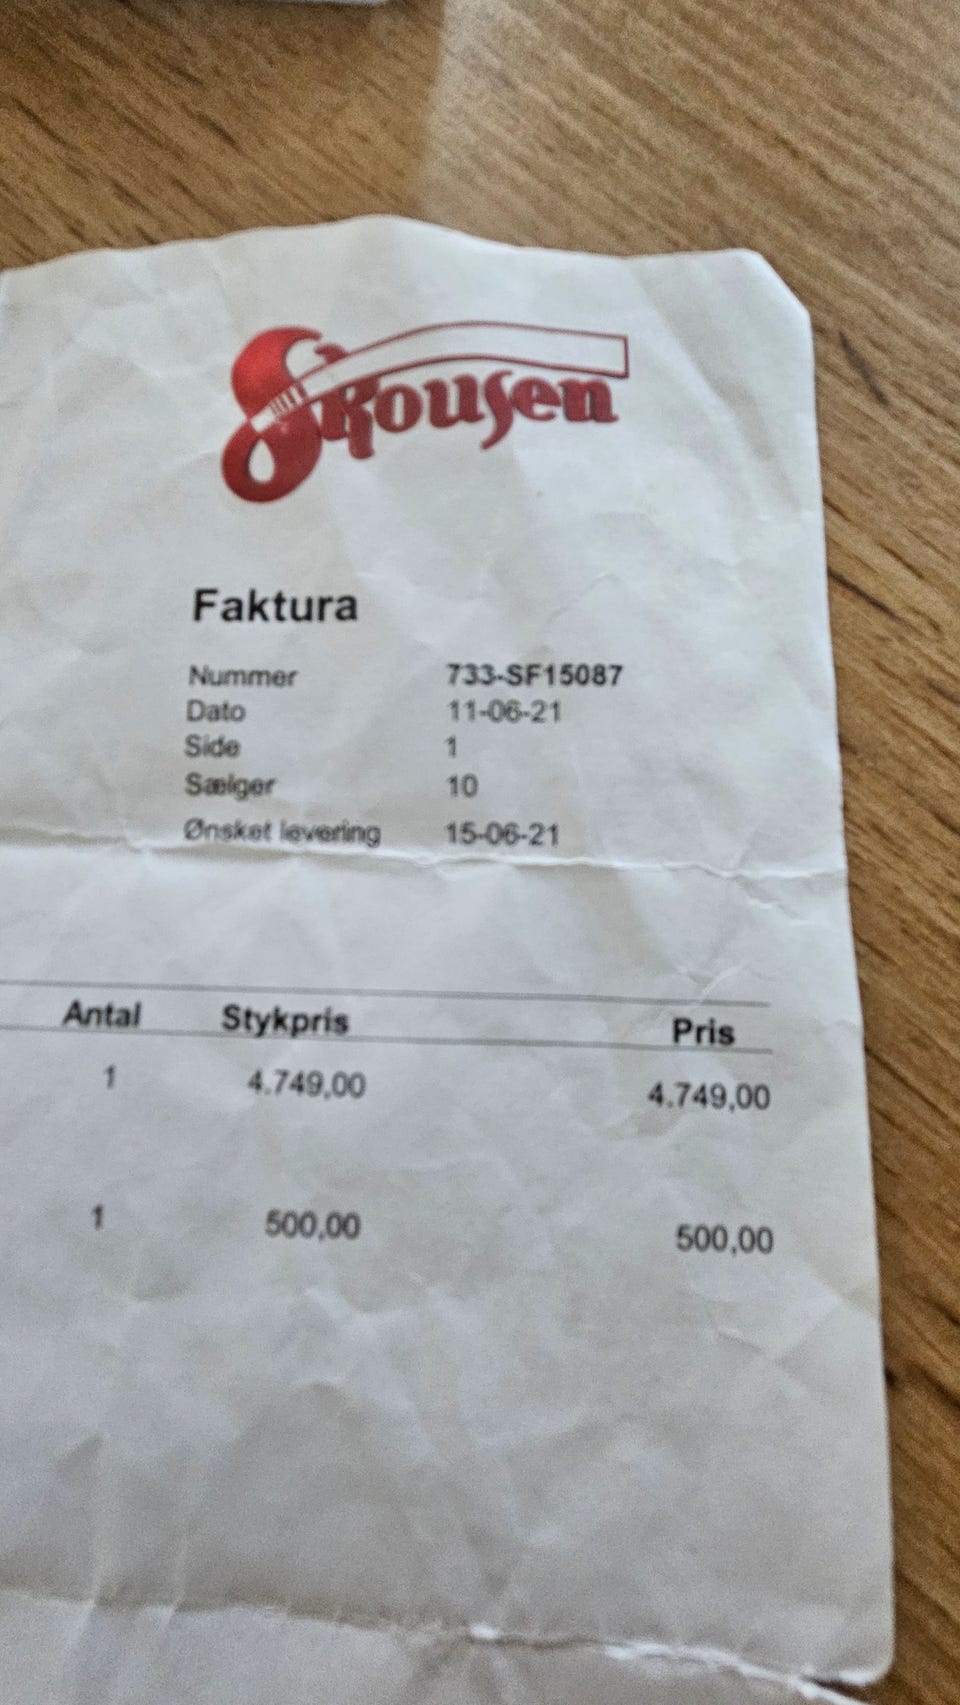 Skousen
Faktura
Nummer 733-SF15087
Dato 11-06-21
Side 1
Sælger 10
Ønsket levering 15-06-21
Antal Stykpris Pris
1 4.749,00 4.749,00
1 500,00 500,00